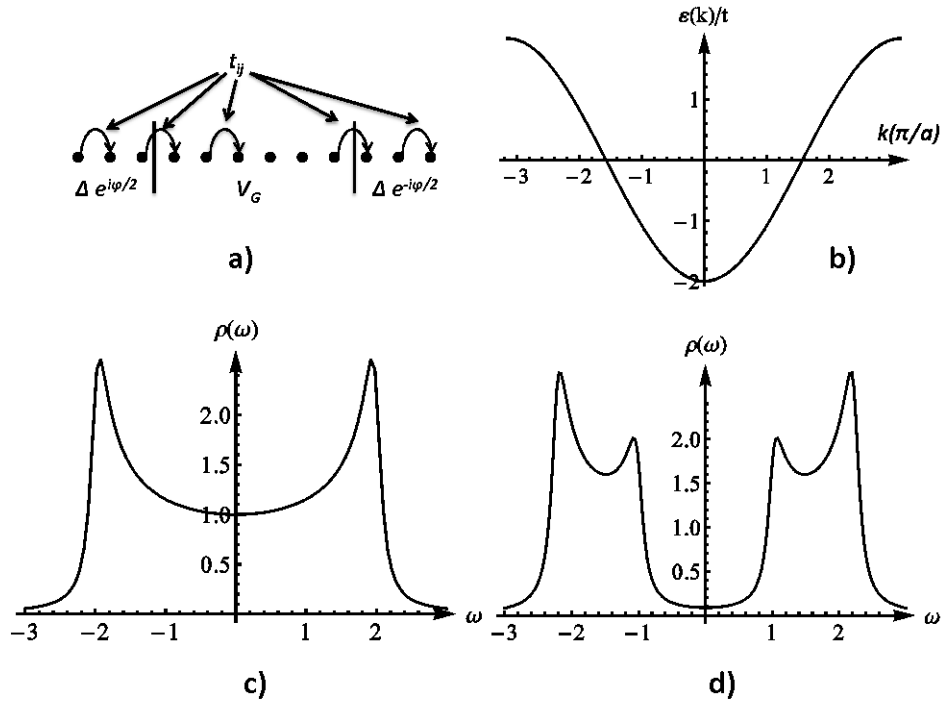 t_ij
Δ e^{iφ/2} V_G Δ e^{-iφ/2}
a)
ε(k)/t
1
k(π/a)
-3 -2 -1 1 2
-1
-2
b)
ρ(ω)
2.0
1.5
1.0
0.5
-3 -2 -1 1 2 ω
c)
ρ(ω)
2.0
1.5
1.0
0.5
-3 -2 -1 1 2 ω
d)